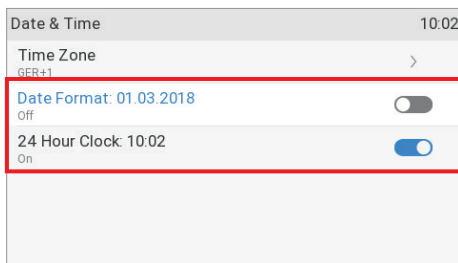 Date & Time 10:02
Time Zone
GER+1
Date Format: 01.03.2018
Off
24 Hour Clock: 10:02
On